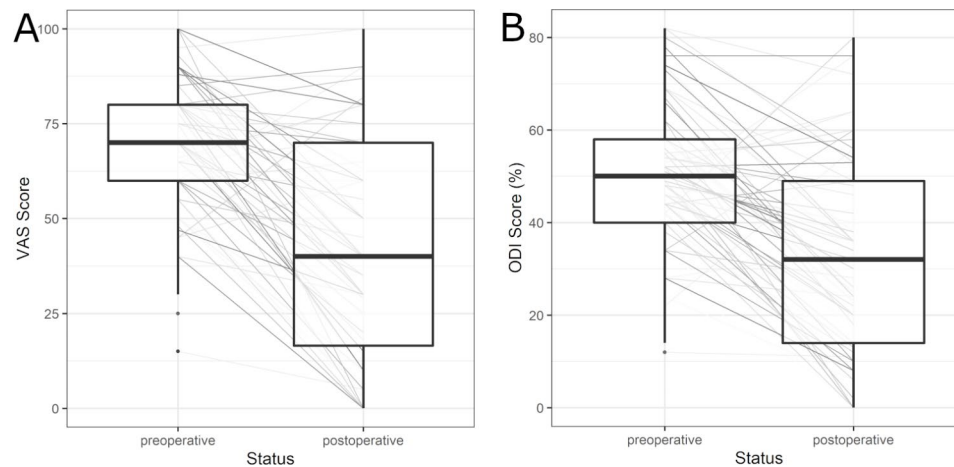 A
VAS Score
100
75
50
25
0
preoperative
postoperative
Status
B
ODI Score (%)
80
60
40
20
0
preoperative
postoperative
Status